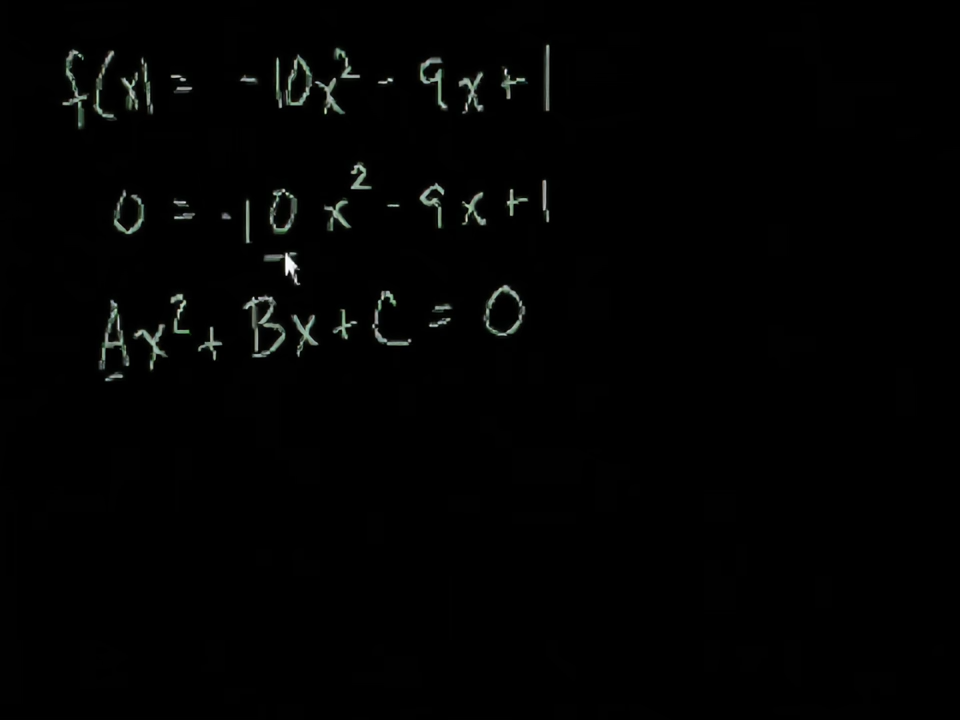 f(x) = -10x² - 9x + 1
0 = -10x² - 9x + 1
Ax² + Bx + C = 0